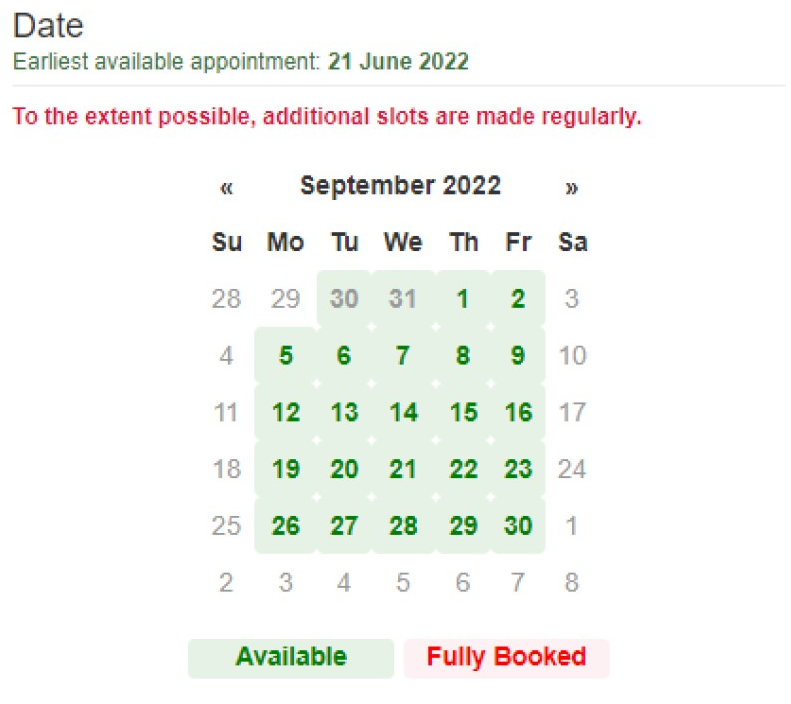 Date
Earliest available appointment: 21 June 2022
To the extent possible, additional slots are made regularly.
« September 2022 »
Su Mo Tu We Th Fr Sa
28 29 30 31 1 2 3
4 5 6 7 8 9 10
11 12 13 14 15 16 17
18 19 20 21 22 23 24
25 26 27 28 29 30 1
2 3 4 5 6 7 8
Available Fully Booked